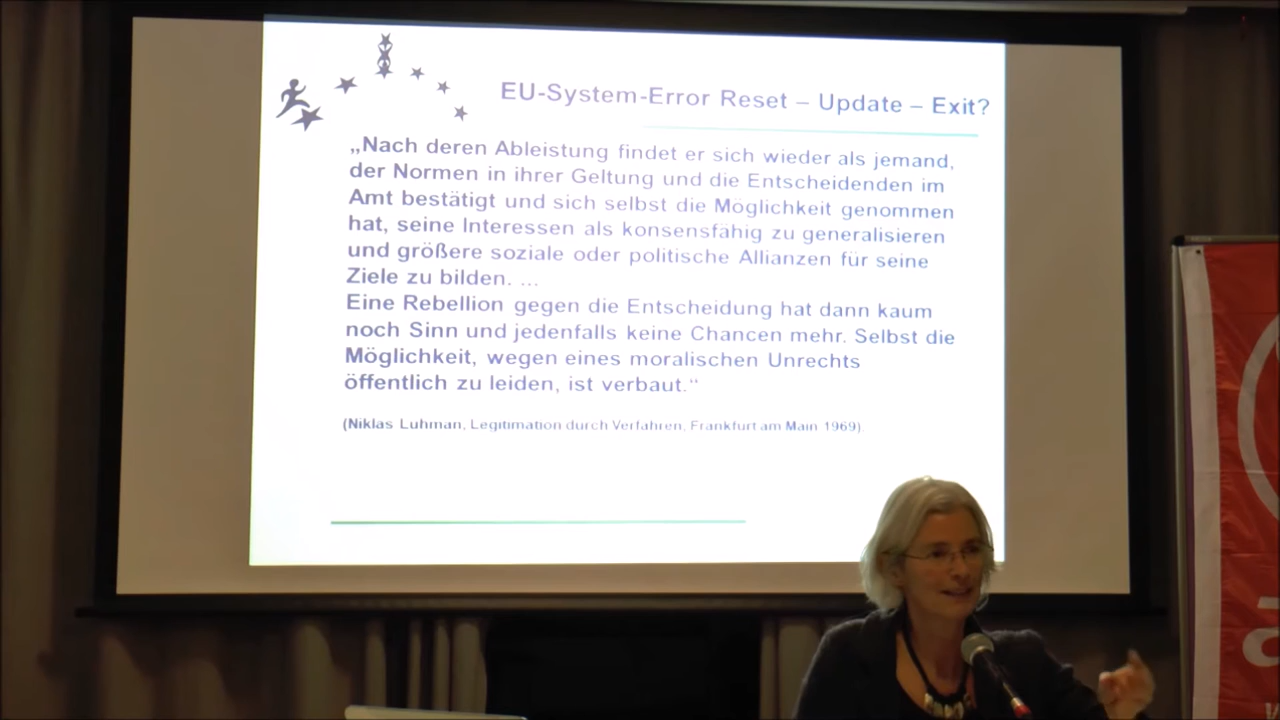 EU-System-Error Reset – Update – Exit?
„Nach deren Ableistung findet er sich wieder als jemand,
der Normen in ihrer Geltung und die Entscheidenden im
Amt bestätigt und sich selbst die Möglichkeit genommen
hat, seine Interessen als konsensfähig zu generalisieren
und größere soziale oder politische Allianzen für seine
Ziele zu bilden. ...
Eine Rebellion gegen die Entscheidung hat dann kaum
noch Sinn und jedenfalls keine Chancen mehr. Selbst die
Möglichkeit, wegen eines moralischen Unrechts
öffentlich zu leiden, ist verbaut.“
(Niklas Luhman, Legitimation durch Verfahren, Frankfurt am Main 1969)